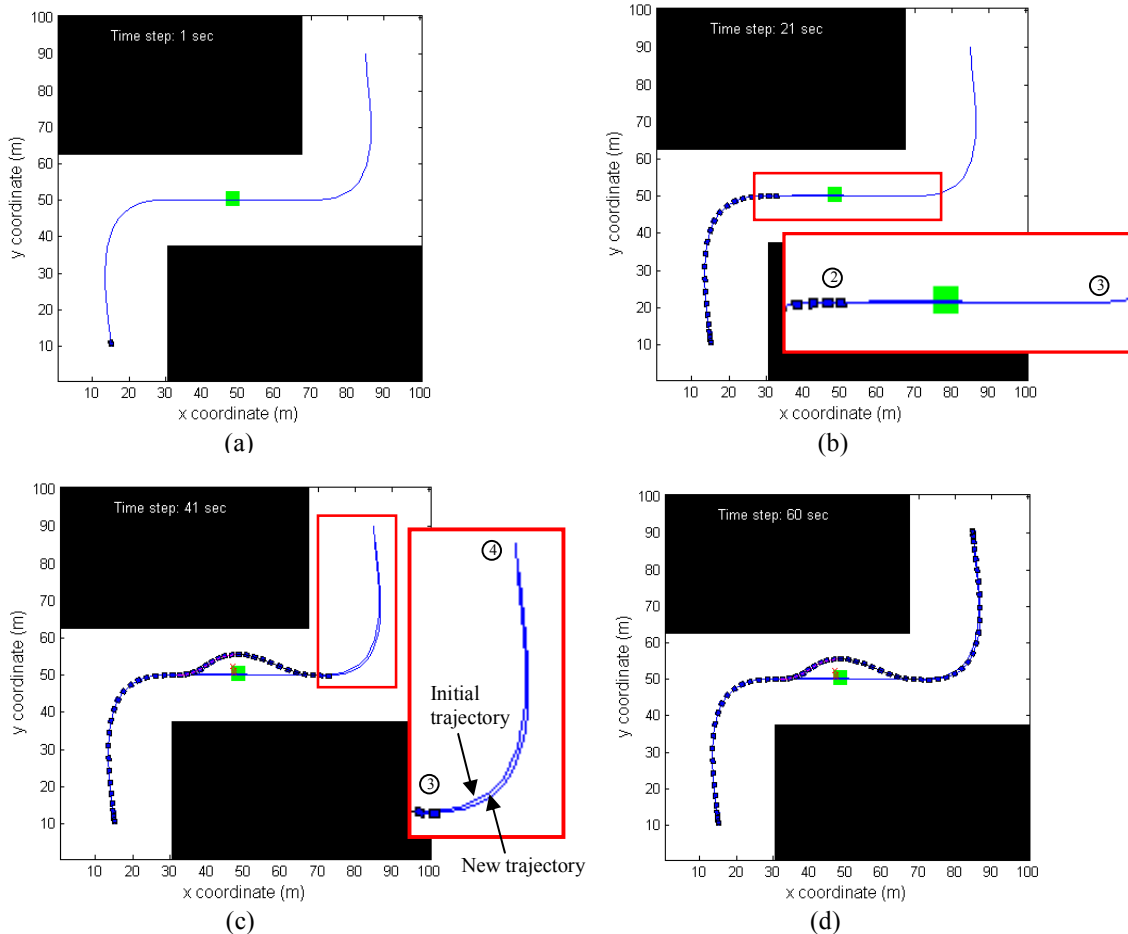 Time step: 1 sec
100
90
80
70
60
50
40
30
20
10
y coordinate (m)
10 20 30 40 50 60 70 80 90 100
x coordinate (m)
(a)
Time step: 21 sec
100
90
80
70
60
50
40
30
20
10
y coordinate (m)
2
3
10 20 30 40 50 60 70 80 90 100
x coordinate (m)
(b)
Time step: 41 sec
100
90
80
70
60
50
40
30
20
10
y coordinate (m)
4
Initial
trajectory
3
New trajectory
10 20 30 40 50 60 70 80 90 100
x coordinate (m)
(c)
Time step: 60 sec
100
90
80
70
60
50
40
30
20
10
y coordinate (m)
10 20 30 40 50 60 70 80 90 100
x coordinate (m)
(d)